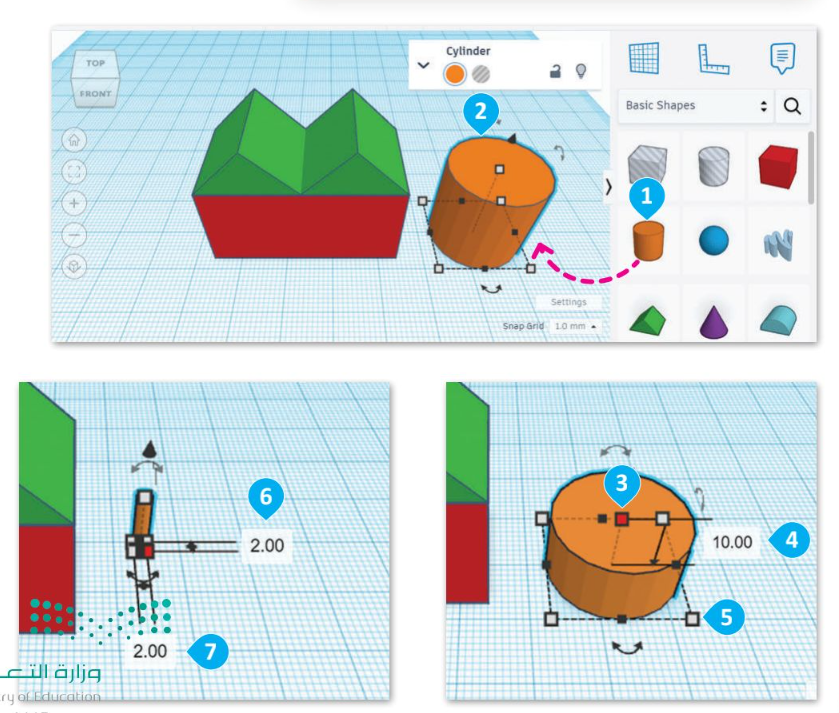 TOP
FRONT
Cylinder
2
Basic Shapes
1
Settings
Snap Grid 1.0 mm
6
2.00
2.00
7
3
10.00
4
5
وزارة التعـ
ry of Education